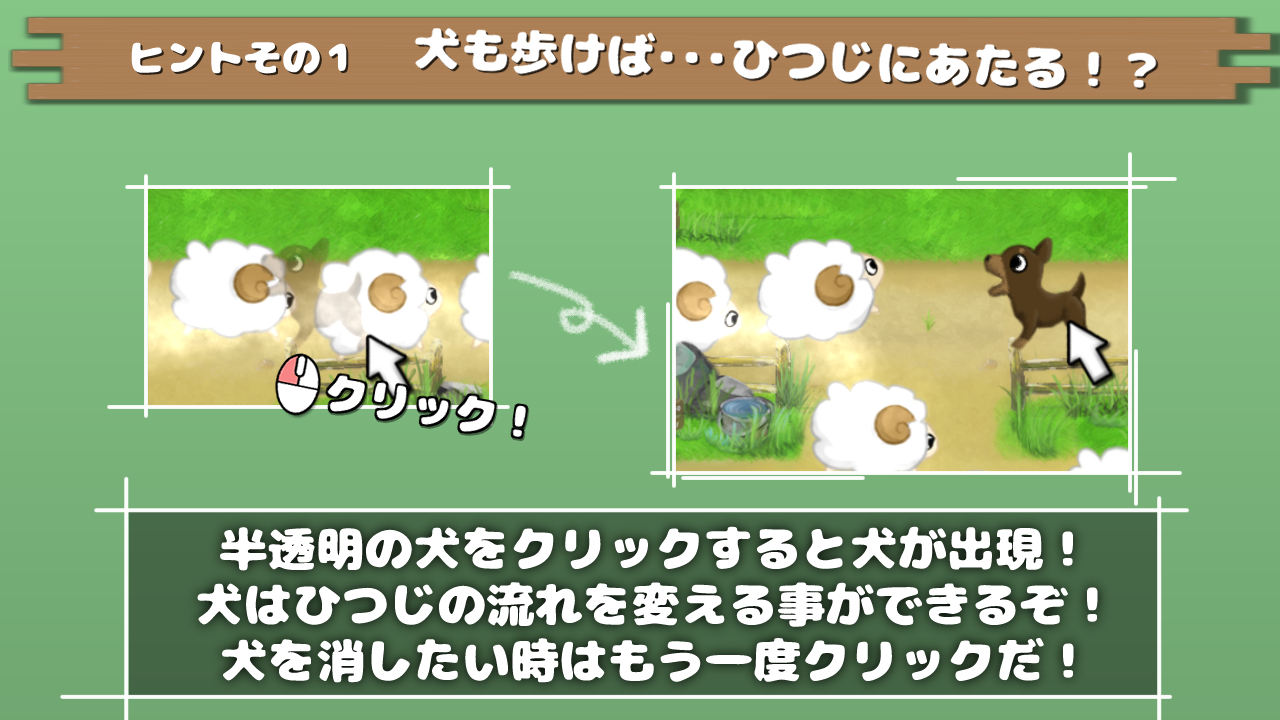 ヒントその1 犬も歩けば・・・ひつじにあたる！？
クリック！
半透明の犬をクリックすると犬が出現！
犬はひつじの流れを変える事ができるぞ！
犬を消したい時はもう一度クリックだ！